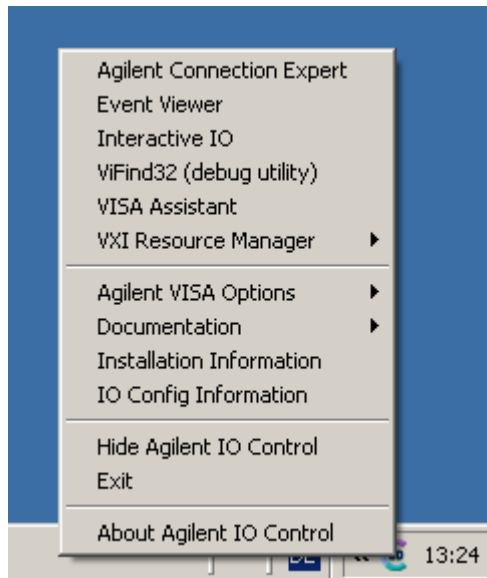 Agilent Connection Expert
Event Viewer
Interactive IO
ViFind32 (debug utility)
VISA Assistant
VXI Resource Manager
Agilent VISA Options
Documentation
Installation Information
IO Config Information
Hide Agilent IO Control
Exit
About Agilent IO Control
13:24